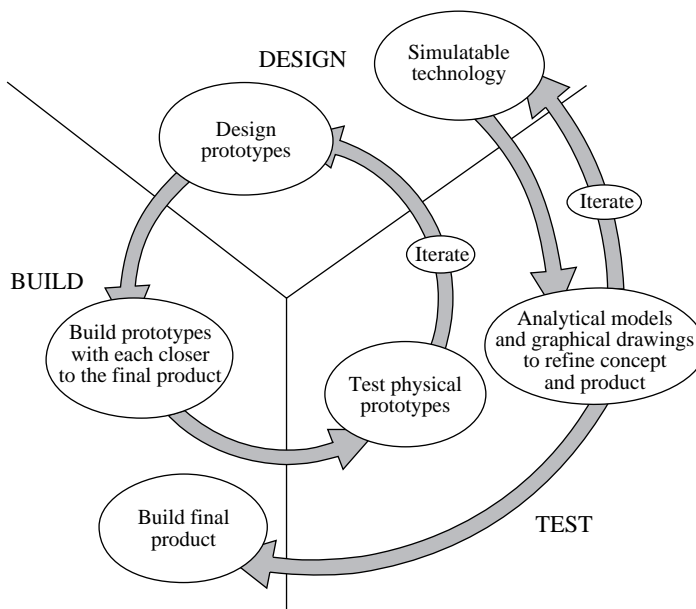 DESIGN
Simulatable
technology
Design
prototypes
Iterate
Iterate
BUILD
Build prototypes
with each closer
to the final product
Analytical models
and graphical drawings
to refine concept
and product
Test physical
prototypes
Build final
product
TEST